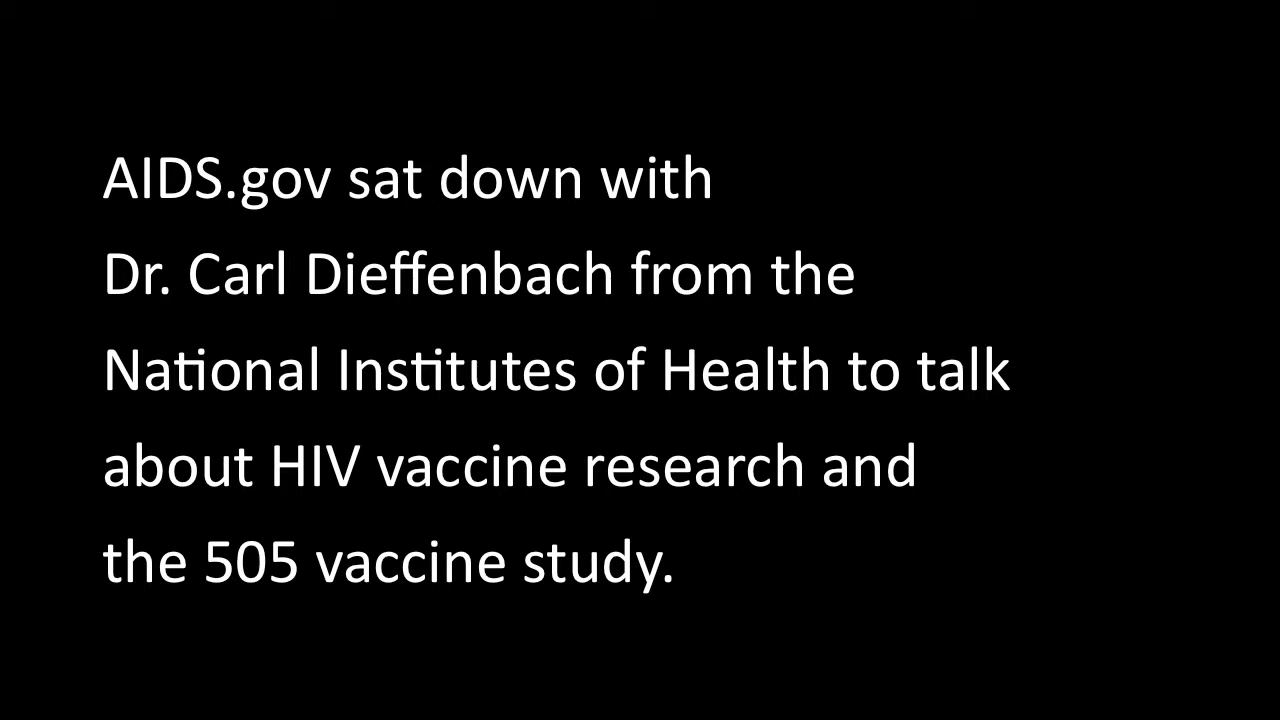 AIDS.gov sat down with
Dr. Carl Dieffenbach from the
National Institutes of Health to talk
about HIV vaccine research and
the 505 vaccine study.